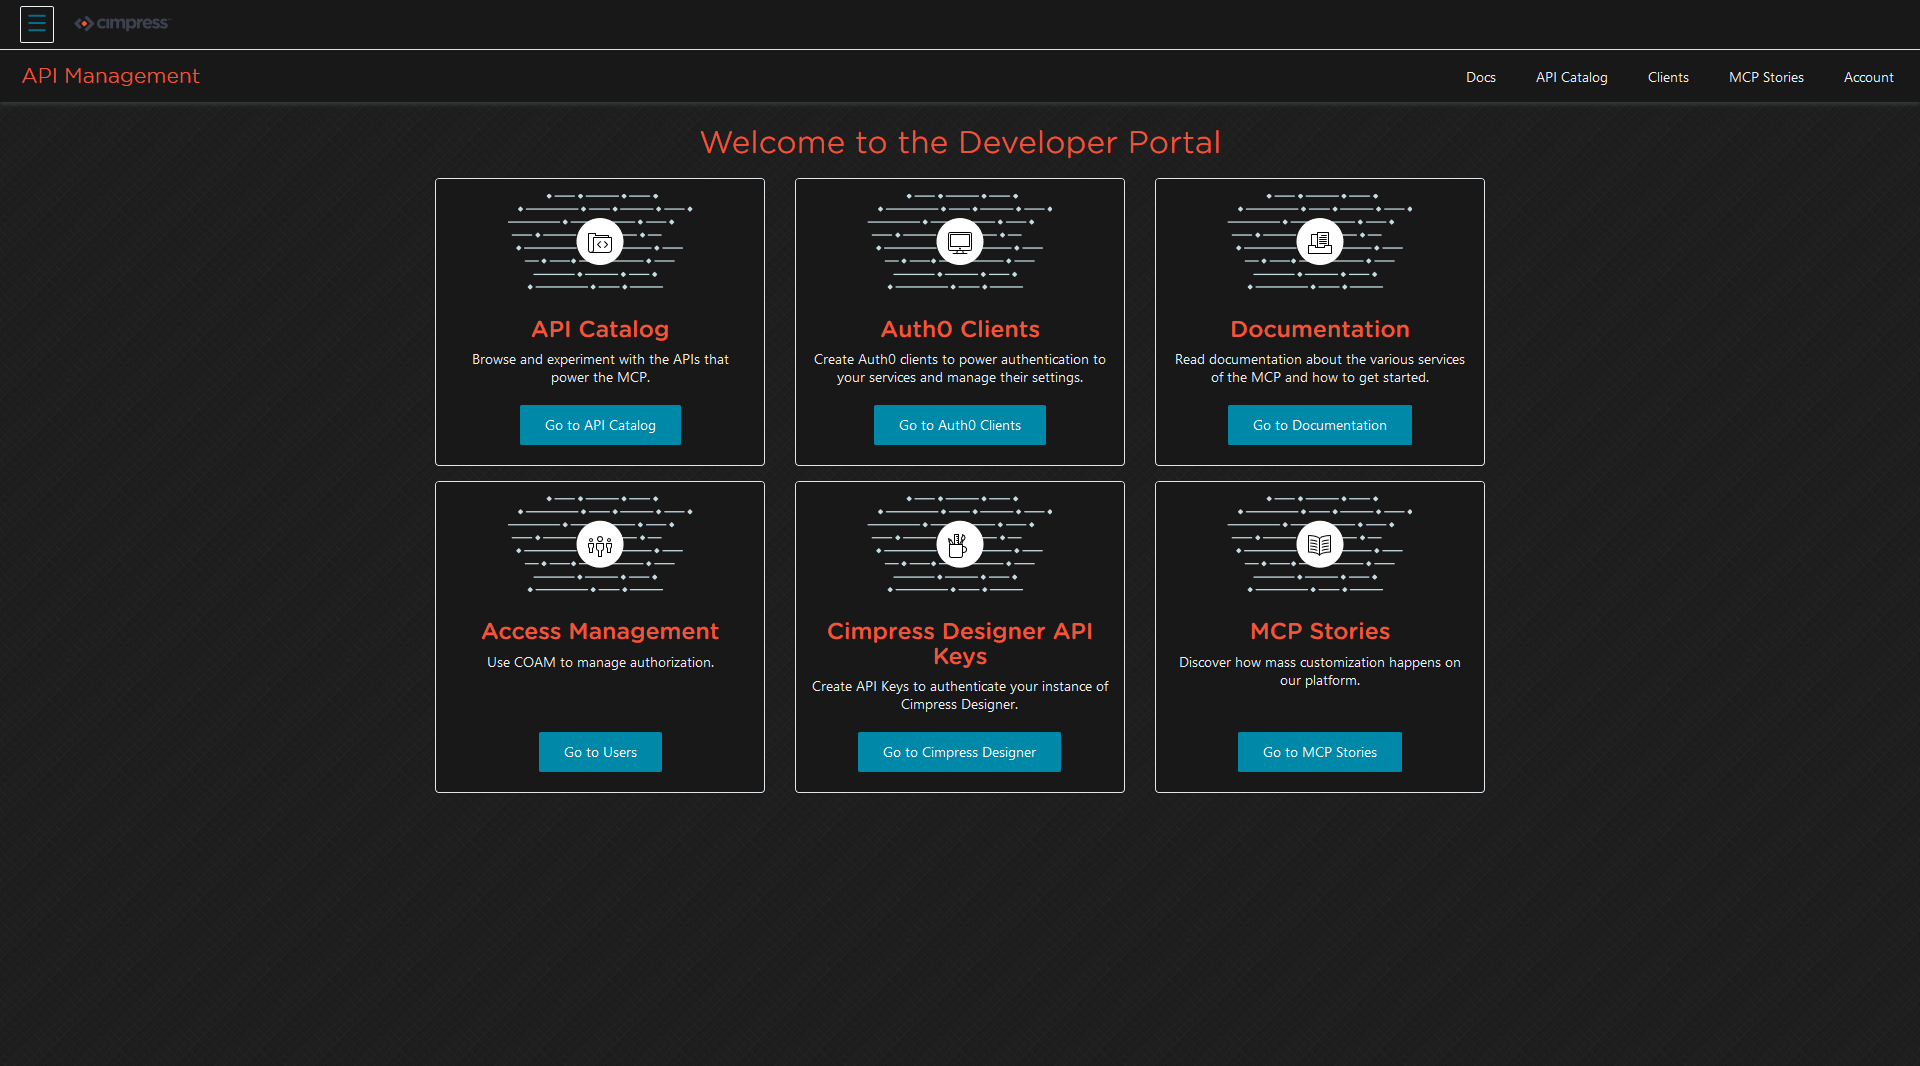 cimpress
API Management
Docs
API Catalog
Clients
MCP Stories
Account
Welcome to the Developer Portal
API Catalog
Browse and experiment with the APIs that
power the MCP.
Go to API Catalog
Auth0 Clients
Create Auth0 clients to power authentication to
your services and manage their settings.
Go to Auth0 Clients
Documentation
Read documentation about the various services
of the MCP and how to get started.
Go to Documentation
Access Management
Use COAM to manage authorization.
Go to Users
Cimpress Designer API
Keys
Create API Keys to authenticate your instance of
Cimpress Designer.
Go to Cimpress Designer
MCP Stories
Discover how mass customization happens on
our platform.
Go to MCP Stories